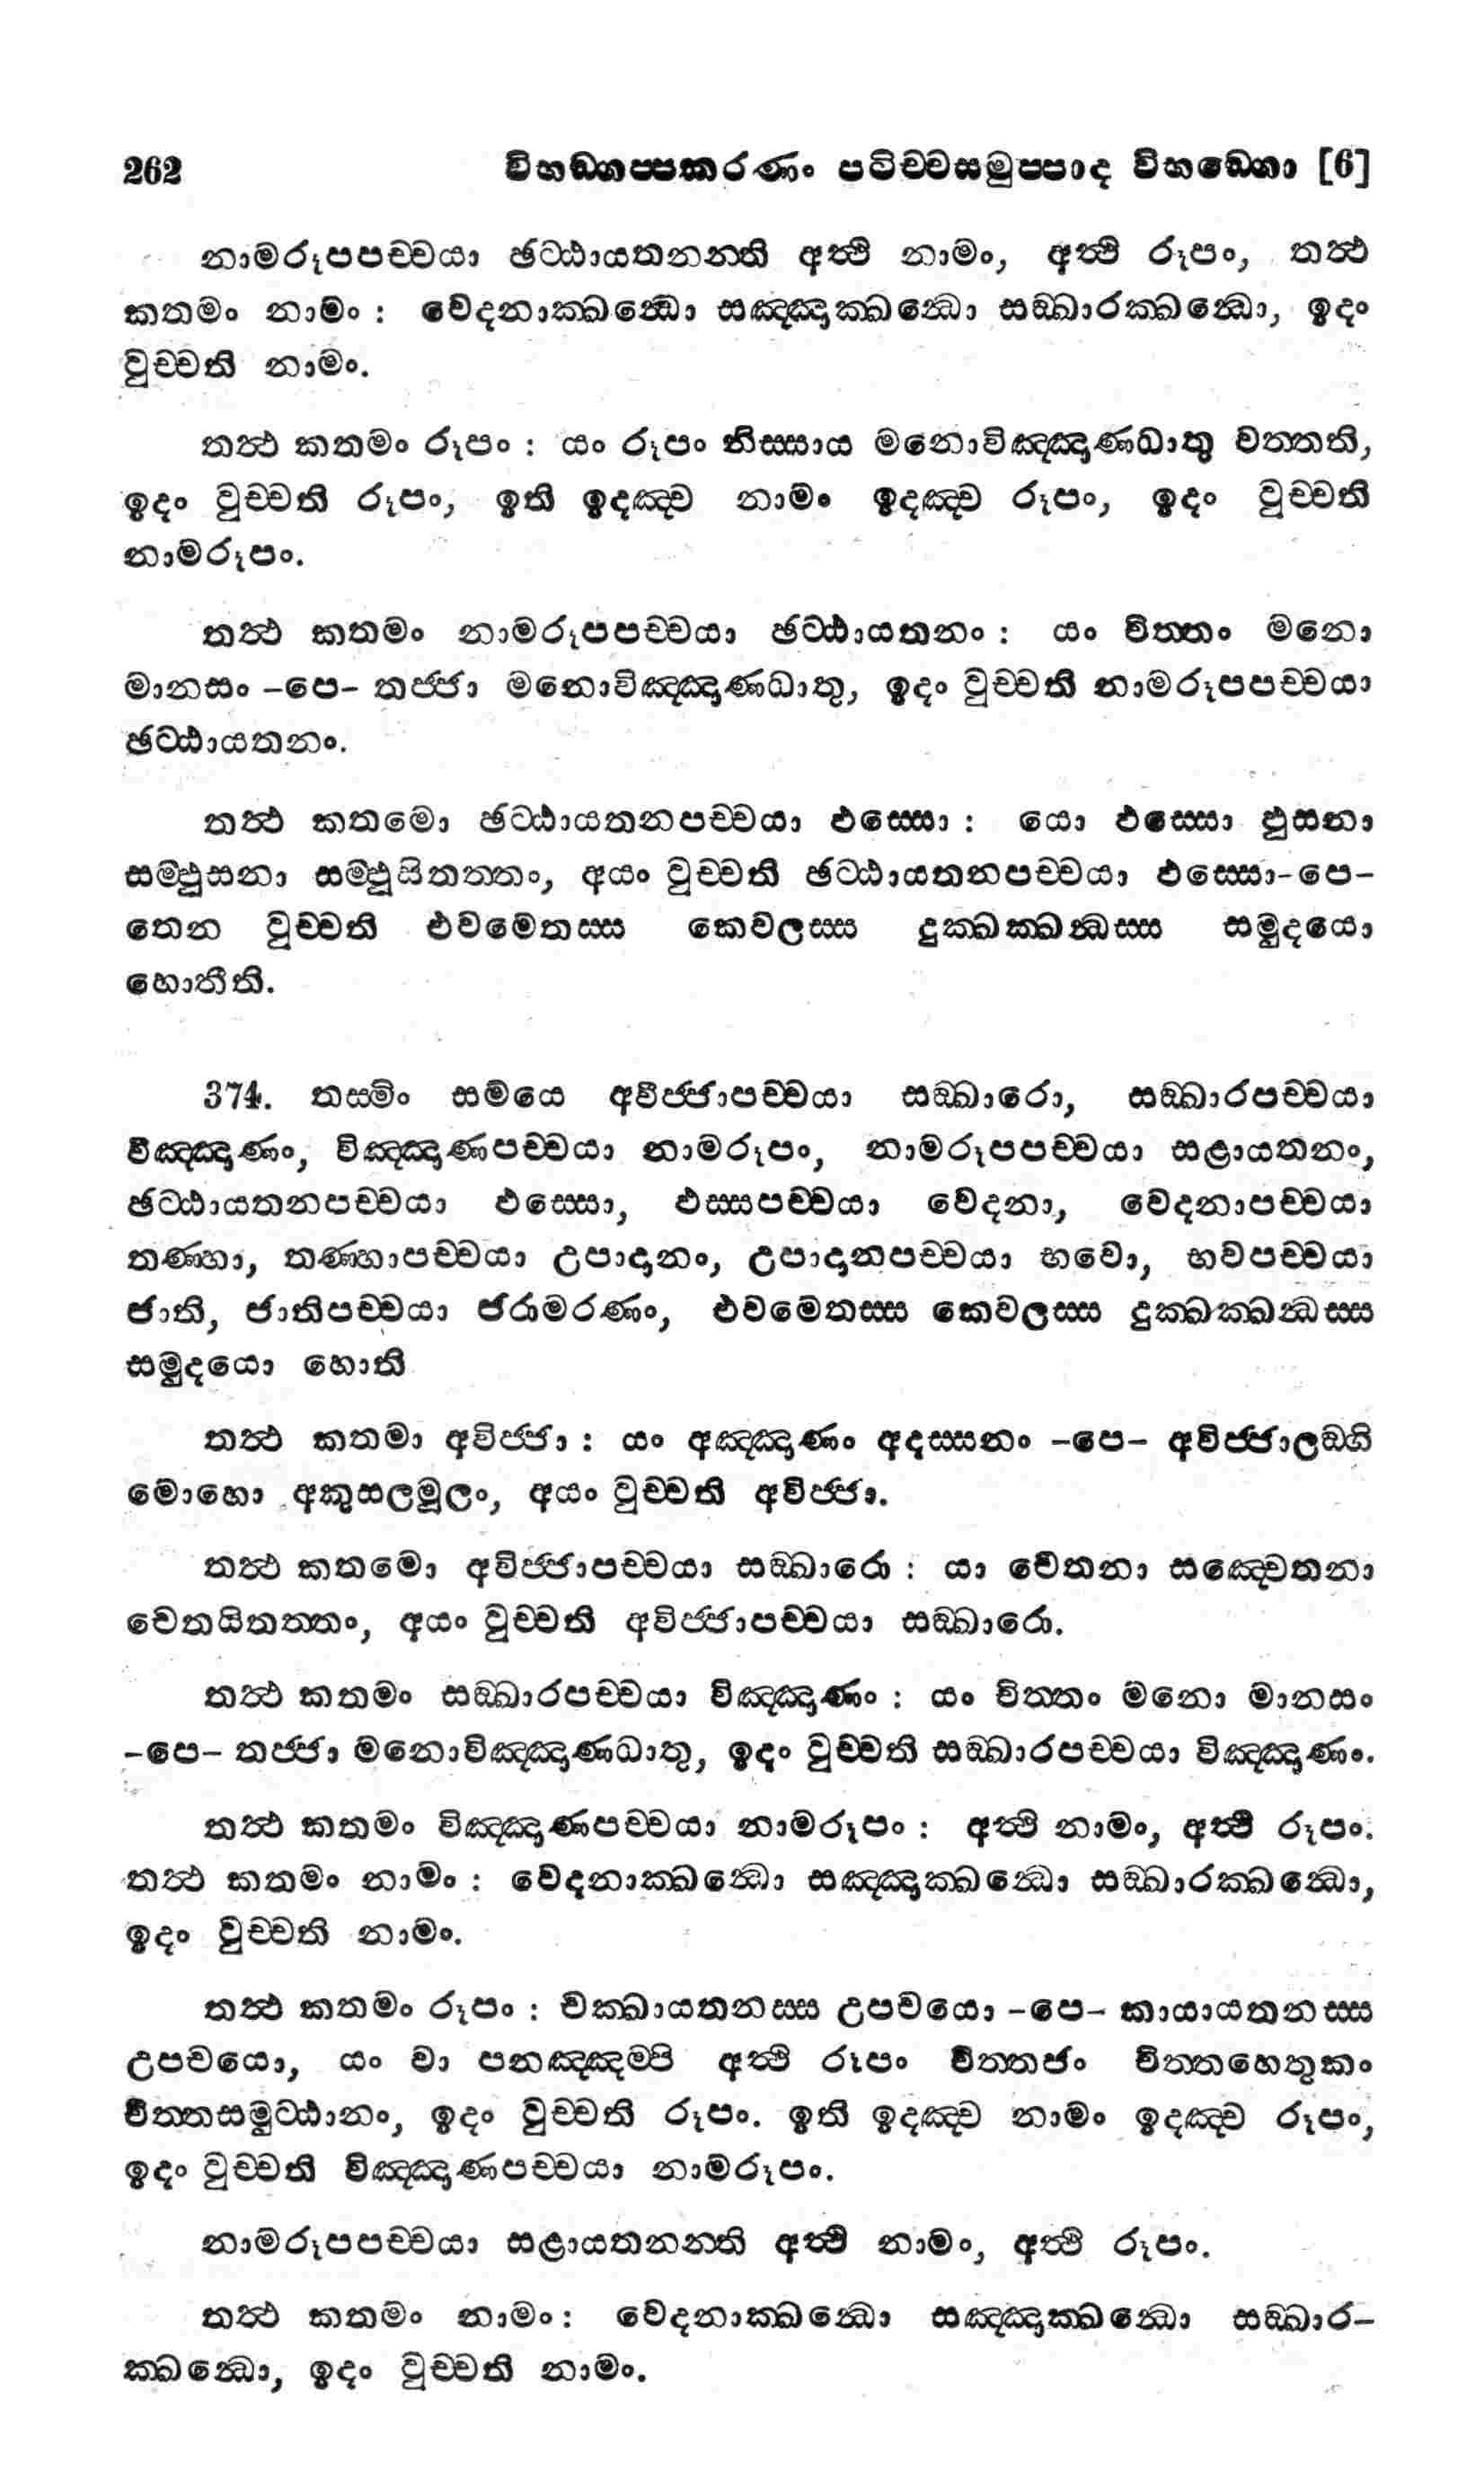 262 විභඞ්ගප්පකරණං පටිච්චසමුප්පාද විභඞ්ගො [6]
නාමරූපපච්චයා ඡට්ඨායතනන්ති අත්ථි නාමං, අත්ථි රූපං, තත්ථ
කතමං නාමං : වේදනාක්ඛන්ධො සඤ්ඤාක්ඛන්ධො සඞ්ඛාරක්ඛන්ධො, ඉදං
වුච්චති නාමං.
තත්ථ කතමං රූපං : යං රූපං නිස්සාය මනොවිඤ්ඤාණධාතු වත්තති,
ඉදං වුච්චති රූපං, ඉති ඉදඤ්ච නාමං ඉදඤ්ච රූපං, ඉදං වුච්චති
නාමරූපං.
තත්ථ කතමං නාමරූපපච්චයා ඡට්ඨායතනං : යං චිත්තං මනො
මානසං -පෙ- තජ්ජා මනොවිඤ්ඤාණධාතු, ඉදං වුච්චති නාමරූපපච්චයා
ඡට්ඨායතනං.
තත්ථ කතමො ඡට්ඨායතනපච්චයා ඵස්සො : යො ඵස්සො ඵුසනා
සම්ඵුසනා සම්ඵුසිතත්තං, අයං වුච්චති ඡට්ඨායතනපච්චයා ඵස්සො-පෙ-
තෙන වුච්චති එවමෙතස්ස කෙවලස්ස දුක්ඛක්ඛන්ධස්ස සමුදයො
හොතීති.
374. තස්මිං සමයෙ අවිජ්ජාපච්චයා සඞ්ඛාරො, සඞ්ඛාරපච්චයා
විඤ්ඤාණං, විඤ්ඤාණපච්චයා නාමරූපං, නාමරූපපච්චයා සළායතනං,
ඡට්ඨායතනපච්චයා ඵස්සො, ඵස්සපච්චයා වේදනා, වෙදනාපච්චයා
තණ්හා, තණ්හාපච්චයා උපාදානං, උපාදානපච්චයා භවො, භවපච්චයා
ජාති, ජාතිපච්චයා ජරාමරණං, එවමෙතස්ස කෙවලස්ස දුක්ඛක්ඛන්ධස්ස
සමුදයො හොති
තත්ථ කතමා අවිජ්ජා : යං අඤ්ඤාණං අදස්සනං -පෙ- අවිජ්ජාලඞ්ගි
මොහො අකුසලමූලං, අයං වුච්චති අවිජ්ජා.
තත්ථ කතමො අවිජ්ජාපච්චයා සඞ්ඛාරො : යා චේතනා සඤ්චෙතනා
චෙතයිතත්තං, අයං වුච්චති අවිජ්ජාපච්චයා සඞ්ඛාරො.
තත්ථ කතමං සඞ්ඛාරපච්චයා විඤ්ඤාණං : යං චිත්තං මනො මානසං
-පෙ- තජ්ජා මනොවිඤ්ඤාණධාතු, ඉදං වුච්චති සඞ්ඛාරපච්චයා විඤ්ඤාණං.
තත්ථ කතමං විඤ්ඤාණපච්චයා නාමරූපං : අත්ථි නාමං, අත්ථි රූපං.
තත්ථ කතමං නාමං : වේදනාක්ඛන්ධො සඤ්ඤාක්ඛන්ධො සඞ්ඛාරක්ඛන්ධො,
ඉදං වුච්චති නාමං.
තත්ථ කතමං රූපං : චක්ඛායතනස්ස උපචයො -පෙ- කායායතනස්ස
උපචයො, යං වා පනඤ්ඤම්පි අත්ථි රූපං චිත්තජං චිත්තහෙතුකං
චිත්තසමුට්ඨානං, ඉදං වුච්චති රූපං. ඉති ඉදඤ්ච නාමං ඉදඤ්ච රූපං,
ඉදං වුච්චති විඤ්ඤාණපච්චයා නාමරූපං.
නාමරූපපච්චයා සළායතනන්ති අත්ථි නාමං, අත්ථි රූපං.
තත්ථ කතමං නාමං: වේදනාක්ඛන්ධො සඤ්ඤාක්ඛන්ධො සඞ්ඛාර-
ක්ඛන්ධො, ඉදං වුච්චති නාමං.